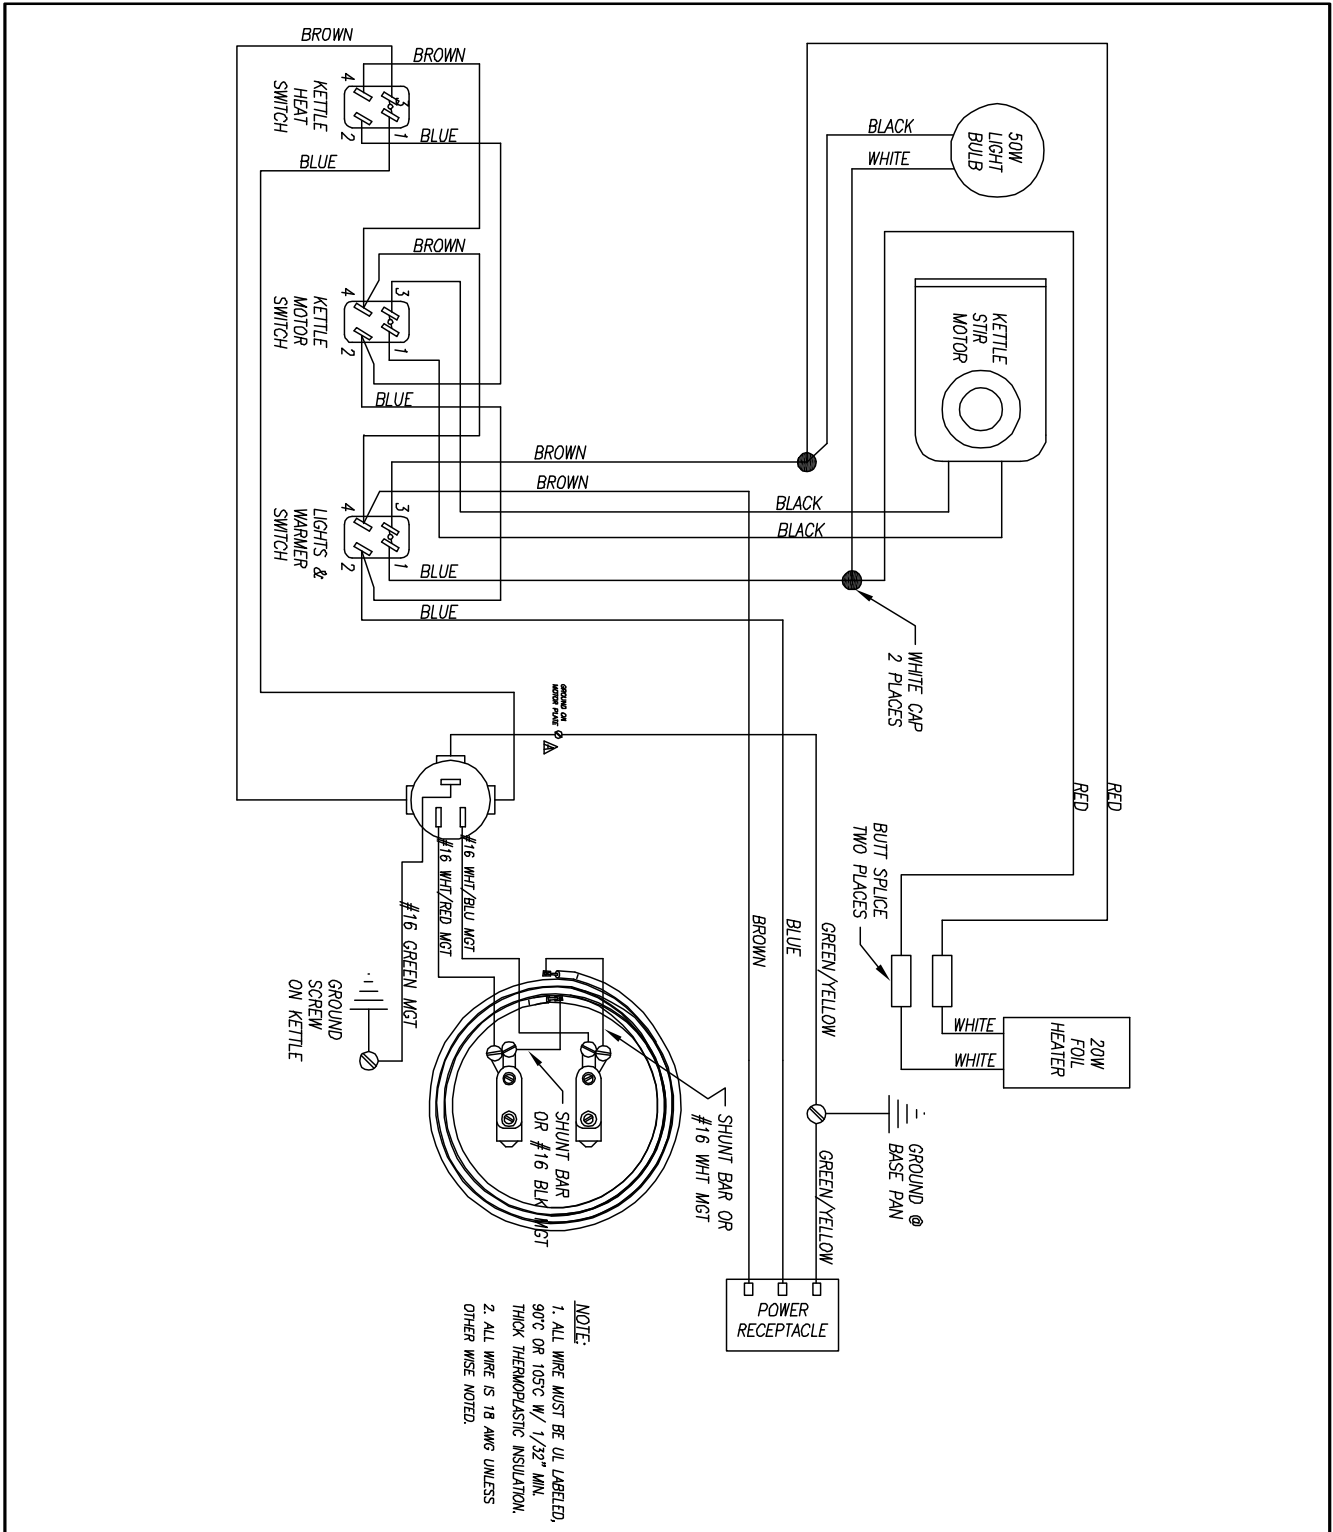 BROWN
BROWN
4
3
KETTLE
HEAT
SWITCH
2
1
BLUE
BLUE
BLACK
WHITE
50W
LIGHT
BULB
BROWN
4
3
KETTLE
MOTOR
SWITCH
2
1
BLUE
KETTLE
STIR
MOTOR
BROWN
BROWN
BLACK
BLACK
4
3
LIGHTS &
WARMER
SWITCH
2
1
BLUE
BLUE
WHITE CAP
2 PLACES
GROUND ON
MOTOR PLATE
A
RED
RED
BUTT SPLICE
TWO PLACES
#16 WHT/BLU MGT
#16 WHT/RED MGT
#16 GREEN MGT
GROUND
SCREW
ON KETTLE
BROWN
BLUE
GREEN/YELLOW
WHITE
WHITE
20W
FOIL
HEATER
SHUNT BAR OR
#16 WHT MGT
SHUNT BAR
OR #16 BLK MGT
GROUND @
BASE PAN
GREEN/YELLOW
POWER
RECEPTACLE
NOTE:
1. ALL WIRE MUST BE UL LABELED,
90°C OR 105°C W/ 1/32" MIN.
THICK THERMOPLASTIC INSULATION.
2. ALL WIRE IS 18 AWG UNLESS
OTHER WISE NOTED.